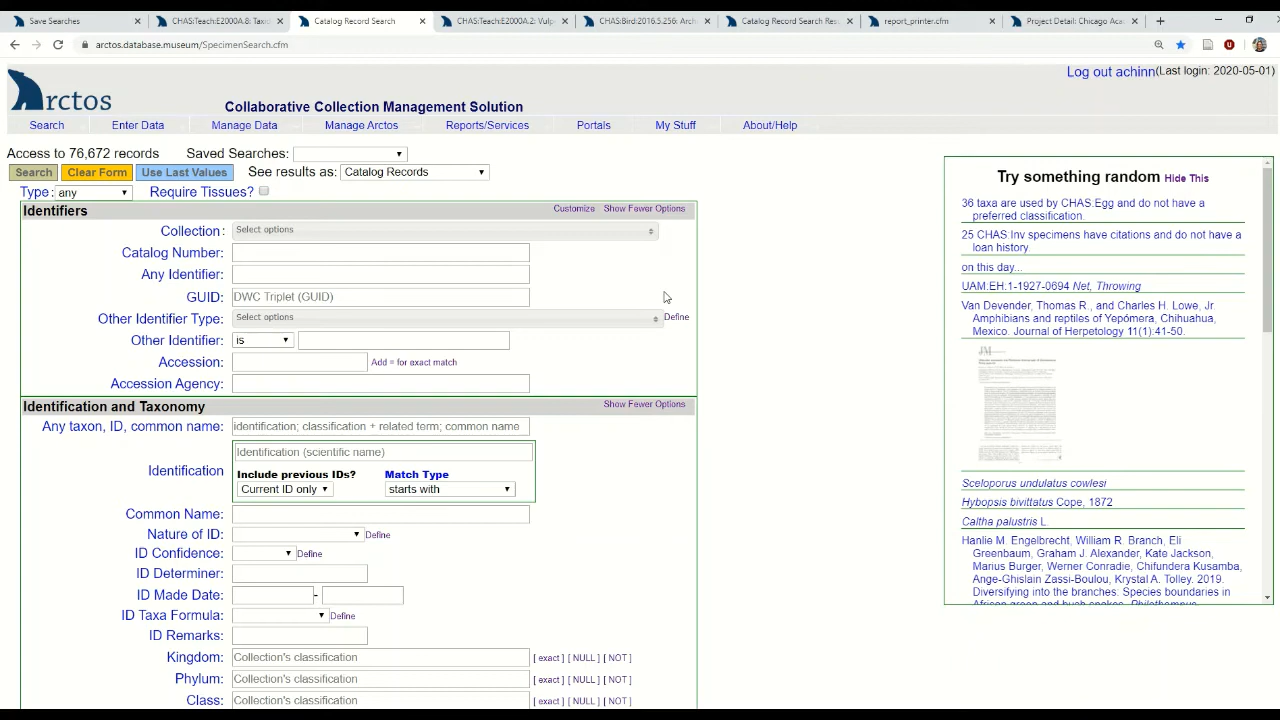 Save Searches
CHAS:Teach:E2000A.8: Taxid
Catalog Record Search
CHAS:Teach:E2000A.2: Vulp
CHAS:Bird:2016.5.256: Arch
Catalog Record Search Res
report_printer.cfm
Project Detail: Chicago Aca
arctos.database.museum/SpecimenSearch.cfm
Log out achinn(Last login: 2020-05-01)
Arctos
Collaborative Collection Management Solution
Search Enter Data Manage Data Manage Arctos Reports/Services Portals My Stuff About/Help
Access to 76,672 records Saved Searches:
Search Clear Form Use Last Values See results as: Catalog Records
Type: any Require Tissues?
Identifiers Customize Show Fewer Options
Collection: Select options
Catalog Number:
Any Identifier:
GUID: DWC Triplet (GUID)
Other Identifier Type: Select options Define
Other Identifier: is
Accession: Add = for exact match
Accession Agency:
Identification and Taxonomy Show Fewer Options
Any taxon, ID, common name: identification, classification + related term; common name
Identification (scientific name)
Identification
Include previous IDs? Match Type
Current ID only starts with
Common Name:
Nature of ID: Define
ID Confidence: Define
ID Determiner:
ID Made Date: -
ID Taxa Formula: Define
ID Remarks:
Kingdom: Collection's classification [ exact ] [ NULL ] [ NOT ]
Phylum: Collection's classification [ exact ] [ NULL ] [ NOT ]
Class: Collection's classification [ exact ] [ NULL ] [ NOT ]
Try something random Hide This
36 taxa are used by CHAS:Egg and do not have a
preferred classification.
25 CHAS:Inv specimens have citations and do not have a
loan history.
on this day...
UAM:EH:1-1927-0694 Net, Throwing
Van Devender, Thomas R , and Charles H. Lowe, Jr
Amphibians and reptiles of Yepómera, Chihuahua,
Mexico. Journal of Herpetology 11(1):41-50.
Sceloporus undulatus cowlesi
Hybopsis bivittatus Cope, 1872
Caltha palustris L.
Hanlie M. Engelbrecht, William R. Branch, Eli
Greenbaum, Graham J. Alexander, Kate Jackson,
Marius Burger, Werner Conradie, Chifundera Kusamba,
Ange-Ghislain Zassi-Boulou, Krystal A. Tolley. 2019.
Diversifying into the branches: Species boundaries in
African green and bush snakes, Philothamnus